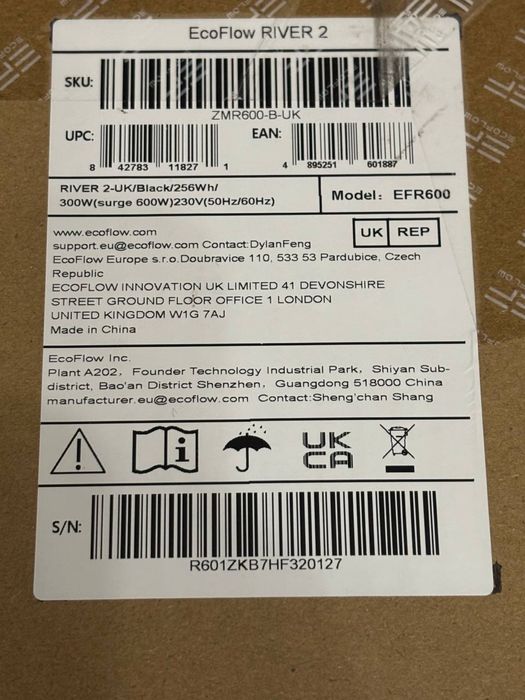 EcoFlow RIVER 2
SKU:
ZMR600-B-UK
UPC:
8 42783 11827 1
EAN:
4 895251 601887
RIVER 2-UK/Black/256Wh/
300W(surge 600W)230V(50Hz/60Hz)
Model: EFR600
www.ecoflow.com
UK REP
support.eu@ecoflow.com Contact:DylanFeng
EcoFlow Europe s.r.o.Doubravice 110, 533 53 Pardubice, Czech
Republic
ECOFLOW INNOVATION UK LIMITED 41 DEVONSHIRE
STREET GROUND FLOOR OFFICE 1 LONDON
UNITED KINGDOM W1G 7AJ
Made in China
EcoFlow Inc.
Plant A202, Founder Technology Industrial Park, Shiyan Sub-
district, Bao'an District Shenzhen, Guangdong 518000 China
manufacturer.eu@ecoflow.com Contact:Sheng'chan Shang
UK
CA
S/N:
R601ZKB7HF320127
ECOFLOW